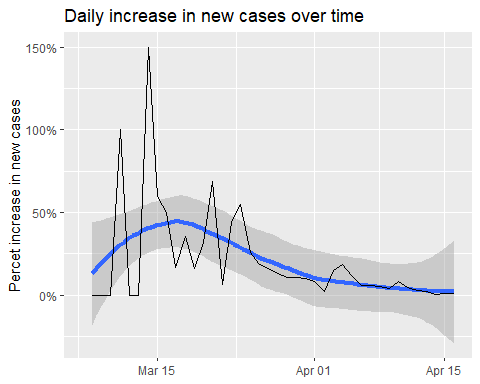 Daily increase in new cases over time
Percet increase in new cases
150%
100%
50%
0%
Mar 15
Apr 01
Apr 15